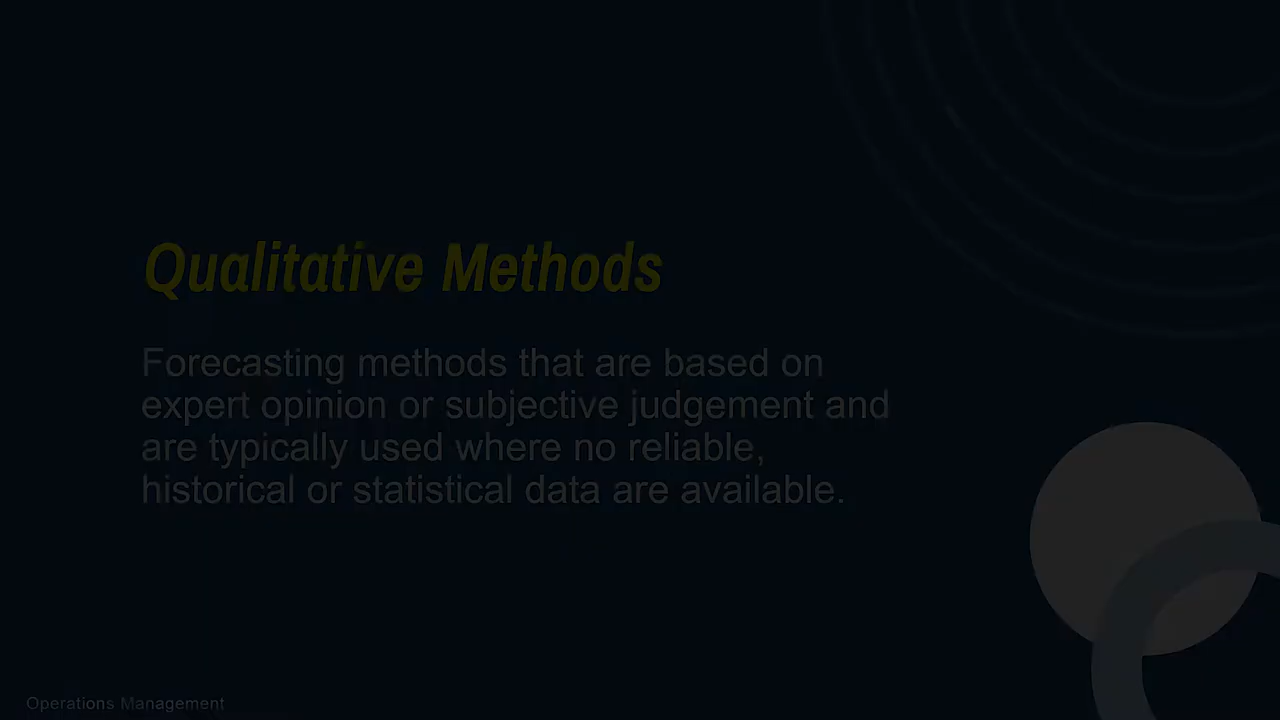 Qualitative Methods
Forecasting methods that are based on
expert opinion or subjective judgement and
are typically used where no reliable,
historical or statistical data are available.
Operations Management